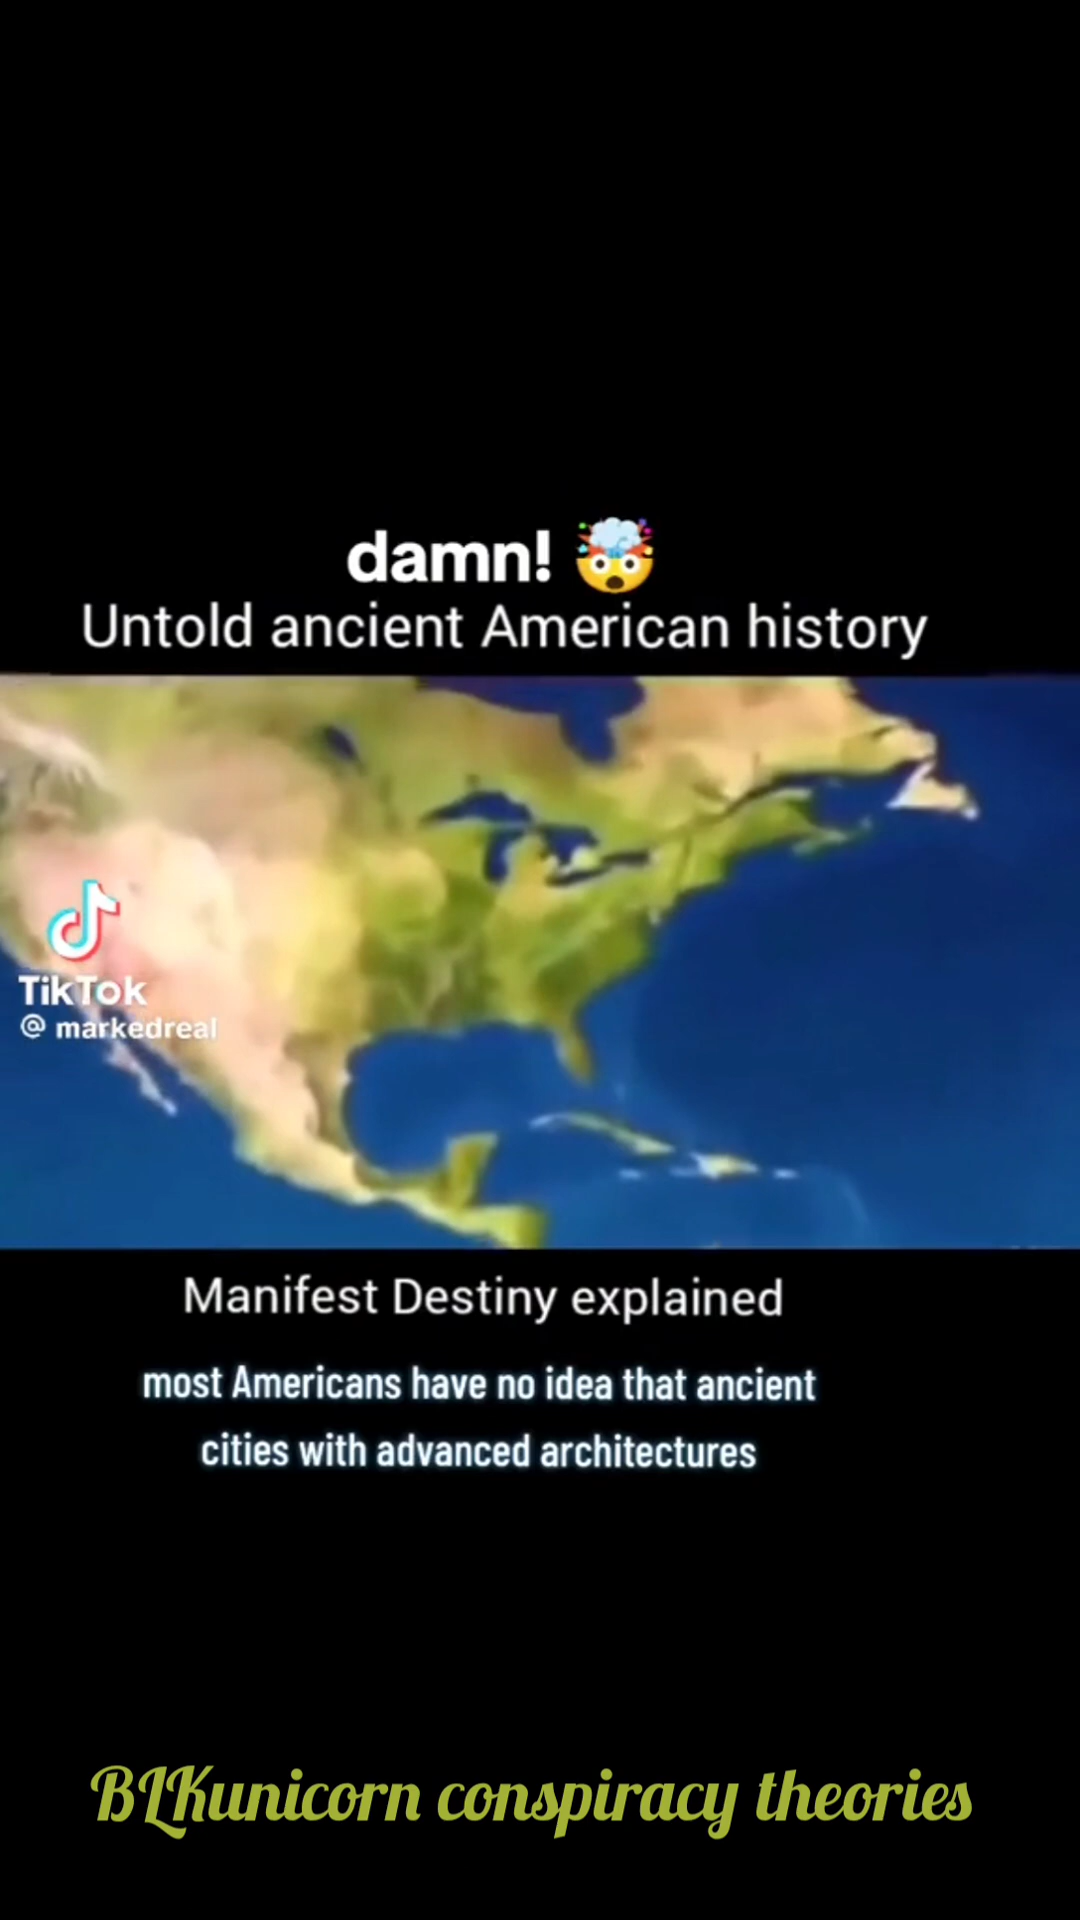 damn! 🤯
Untold ancient American history
TikTok
@ markedreal
Manifest Destiny explained
most Americans have no idea that ancient
cities with advanced architectures
BLKunicorn conspiracy theories